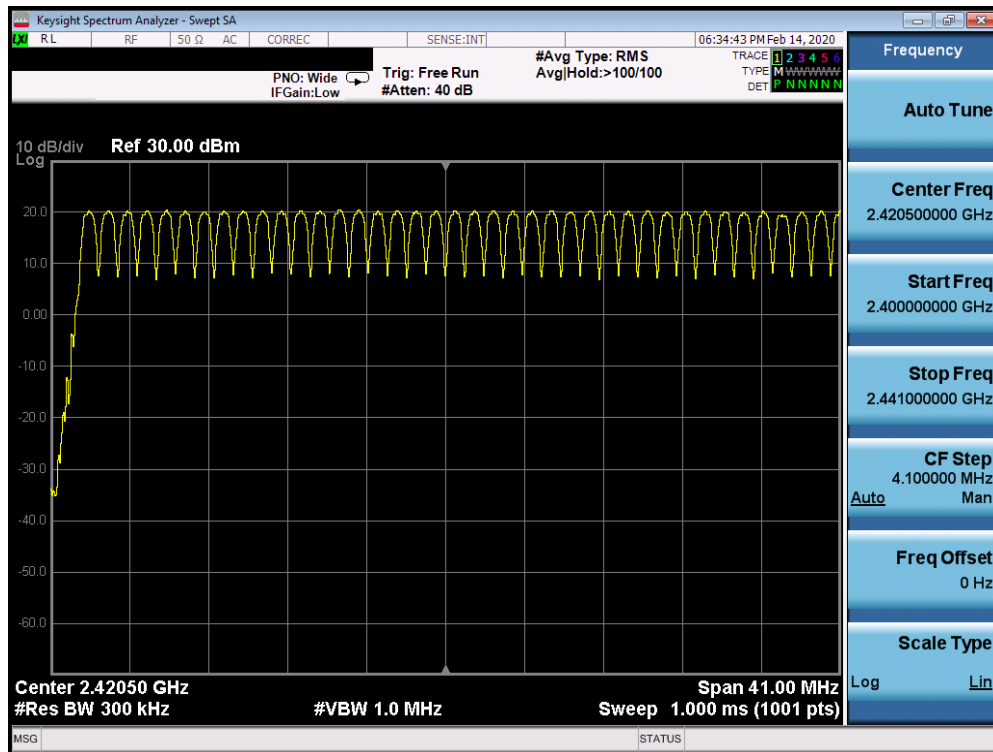 Keysight Spectrum Analyzer - Swept SA
LXI RL RF 50 Ω AC CORREC SENSE:INT 06:34:43 PM Feb 14, 2020
Frequency
#Avg Type: RMS TRACE 1 2 3 4 5 6
PNO: Wide Trig: Free Run Avg|Hold:>100/100 TYPE M WWWWW
IFGain:Low #Atten: 40 dB DET P N N N N N
Auto Tune
10 dB/div Ref 30.00 dBm
Log
20.0
10.0
0.00
-10.0
-20.0
-30.0
-40.0
-50.0
-60.0
Center 2.42050 GHz Span 41.00 MHz
#Res BW 300 kHz #VBW 1.0 MHz Sweep 1.000 ms (1001 pts)
Center Freq
2.420500000 GHz
Start Freq
2.400000000 GHz
Stop Freq
2.441000000 GHz
CF Step
4.100000 MHz
Auto Man
Freq Offset
0 Hz
Scale Type
Log Lin
MSG STATUS